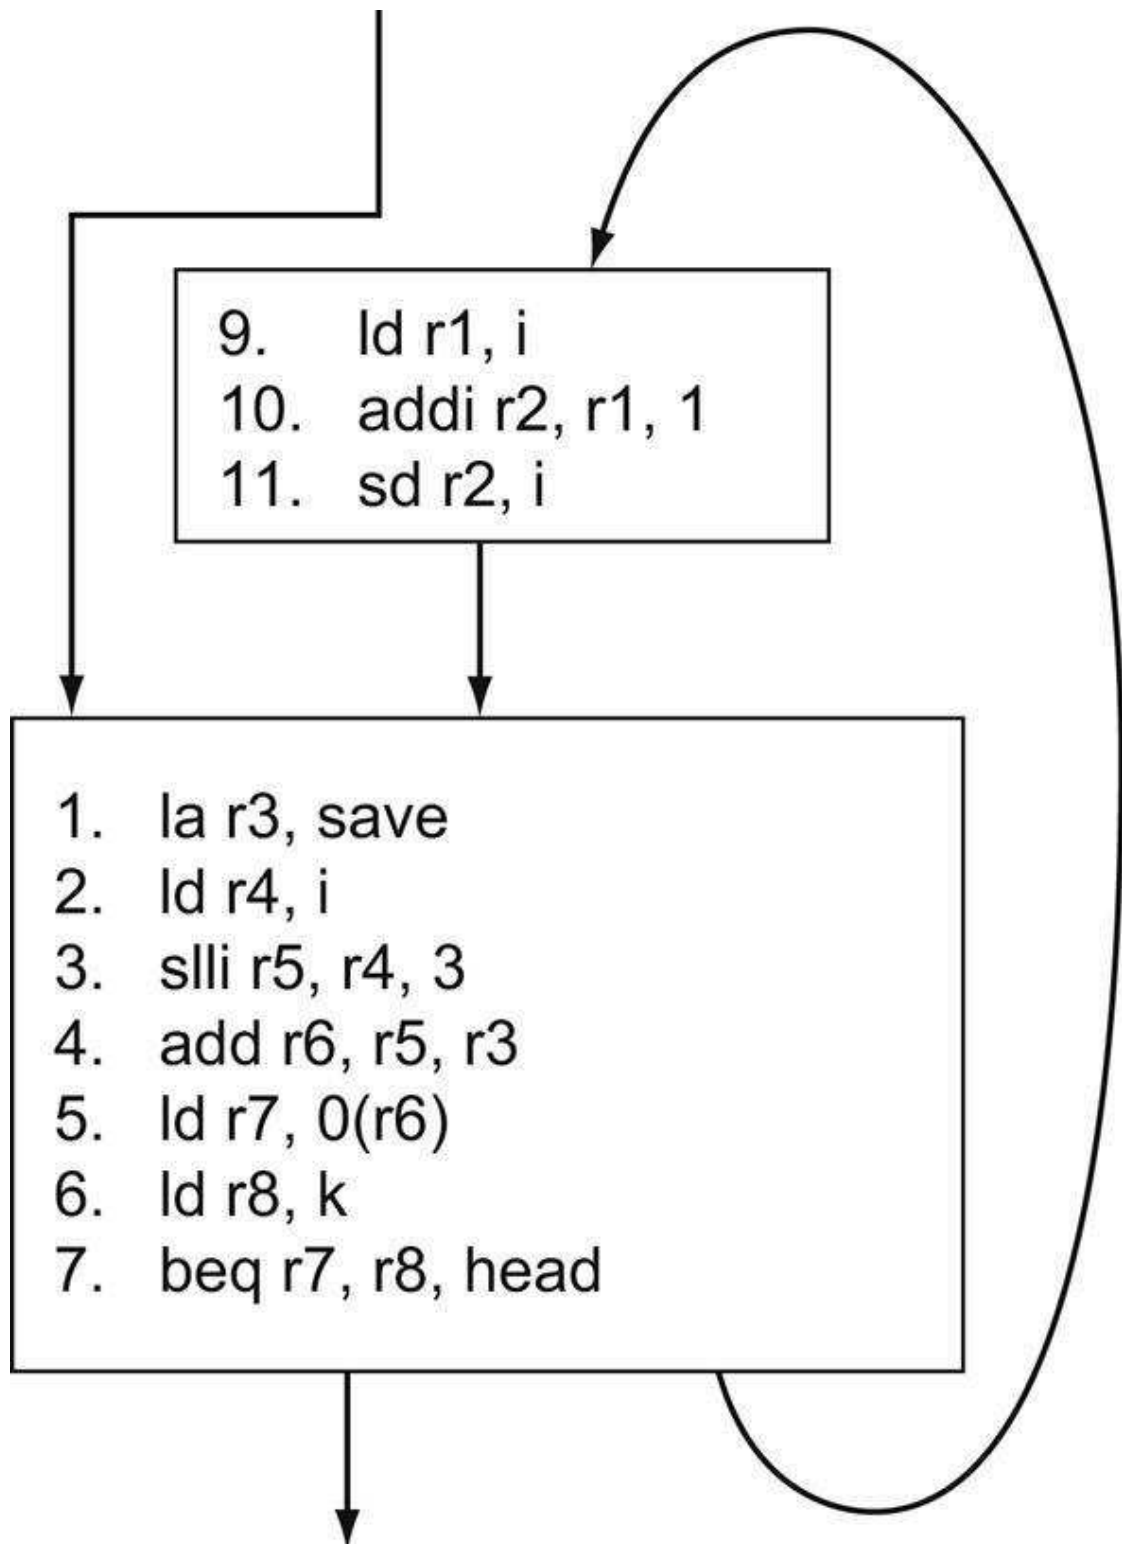 9. ld r1, i
10. addi r2, r1, 1
11. sd r2, i
1. la r3, save
2. ld r4, i
3. slli r5, r4, 3
4. add r6, r5, r3
5. ld r7, 0(r6)
6. ld r8, k
7. beq r7, r8, head